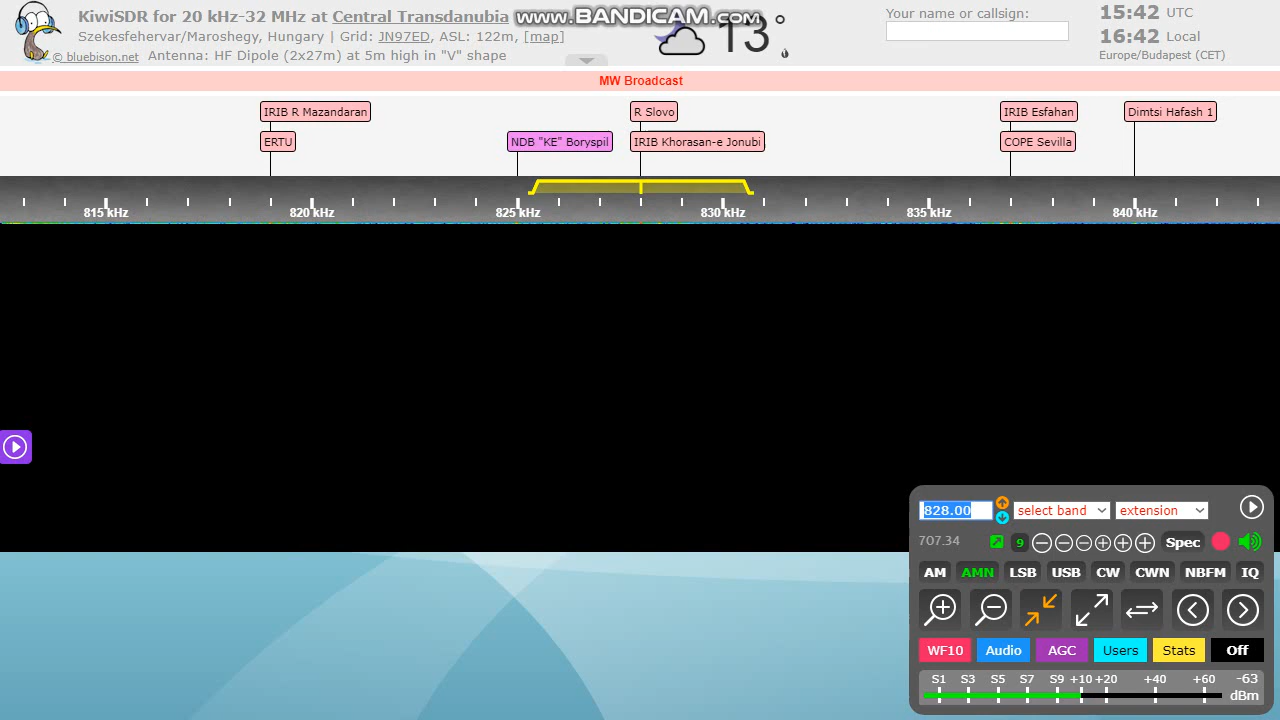 KiwiSDR for 20 kHz-32 MHz at Central Transdanubia
Szekesfehervar/Maroshegy, Hungary | Grid: JN97ED, ASL: 122m, [map]
© bluebison.net Antenna: HF Dipole (2x27m) at 5m high in "V" shape
www.BANDICAM.com
13°
Your name or callsign:
15:42 UTC
16:42 Local
Europe/Budapest (CET)
MW Broadcast
IRIB R Mazandaran R Slovo IRIB Esfahan Dimtsi Hafash 1
ERTU NDB "KE" Boryspil IRIB Khorasan-e Jonubi COPE Sevilla
815 kHz 820 kHz 825 kHz 830 kHz 835 kHz 840 kHz
828.00 select band extension
707.34 9 Spec
AM AMN LSB USB CW CWN NBFM IQ
WF10 Audio AGC Users Stats Off
S1 S3 S5 S7 S9 +10 +20 +40 +60 -63
dBm